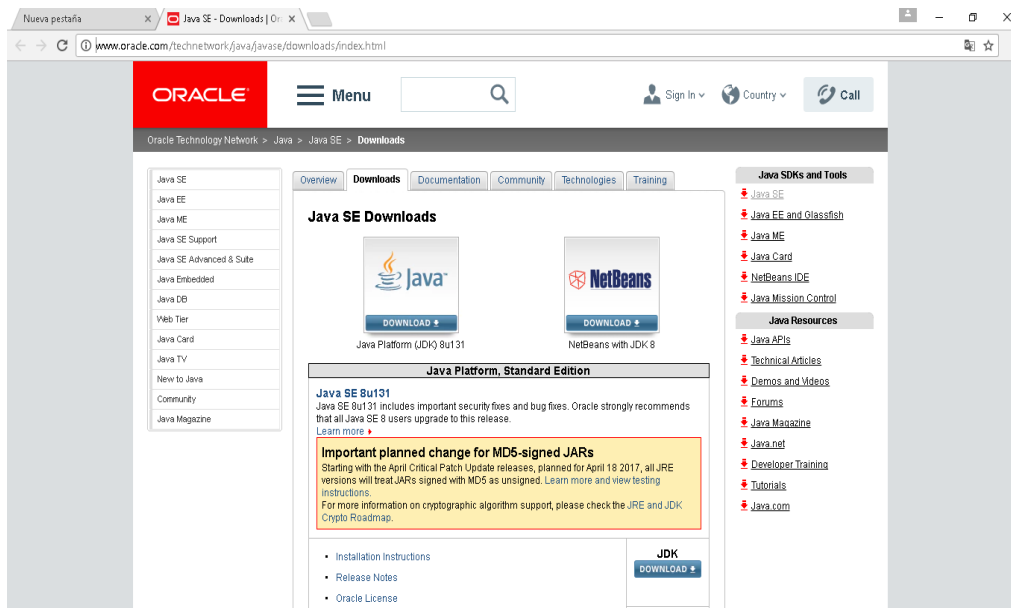 Nueva pestaña
Java SE - Downloads | Or
www.oracle.com/technetwork/java/javase/downloads/index.html
ORACLE
Menu
Sign In
Country
Call
Oracle Technology Network > Java > Java SE > Downloads
Java SE
Java EE
Java ME
Java SE Support
Java SE Advanced & Suite
Java Embedded
Java DB
Web Tier
Java Card
Java TV
New to Java
Community
Java Magazine
Overview
Downloads
Documentation
Community
Technologies
Training
Java SE Downloads
Java
DOWNLOAD
Java Platform (JDK) 8u131
NetBeans
DOWNLOAD
NetBeans with JDK 8
Java Platform, Standard Edition
Java SE 8u131
Java SE 8u131 includes important security fixes and bug fixes. Oracle strongly recommends
that all Java SE 8 users upgrade to this release.
Learn more
Important planned change for MD5-signed JARs
Starting with the April Critical Patch Update releases, planned for April 18 2017, all JRE
versions will treat JARs signed with MD5 as unsigned. Learn more and view testing
instructions.
For more information on cryptographic algorithm support, please check the JRE and JDK
Crypto Roadmap.
• Installation Instructions
• Release Notes
• Oracle License
JDK
DOWNLOAD
Java SDKs and Tools
Java SE
Java EE and Glassfish
Java ME
Java Card
NetBeans IDE
Java Mission Control
Java Resources
Java APIs
Technical Articles
Demos and Videos
Forums
Java Magazine
Java.net
Developer Training
Tutorials
Java.com